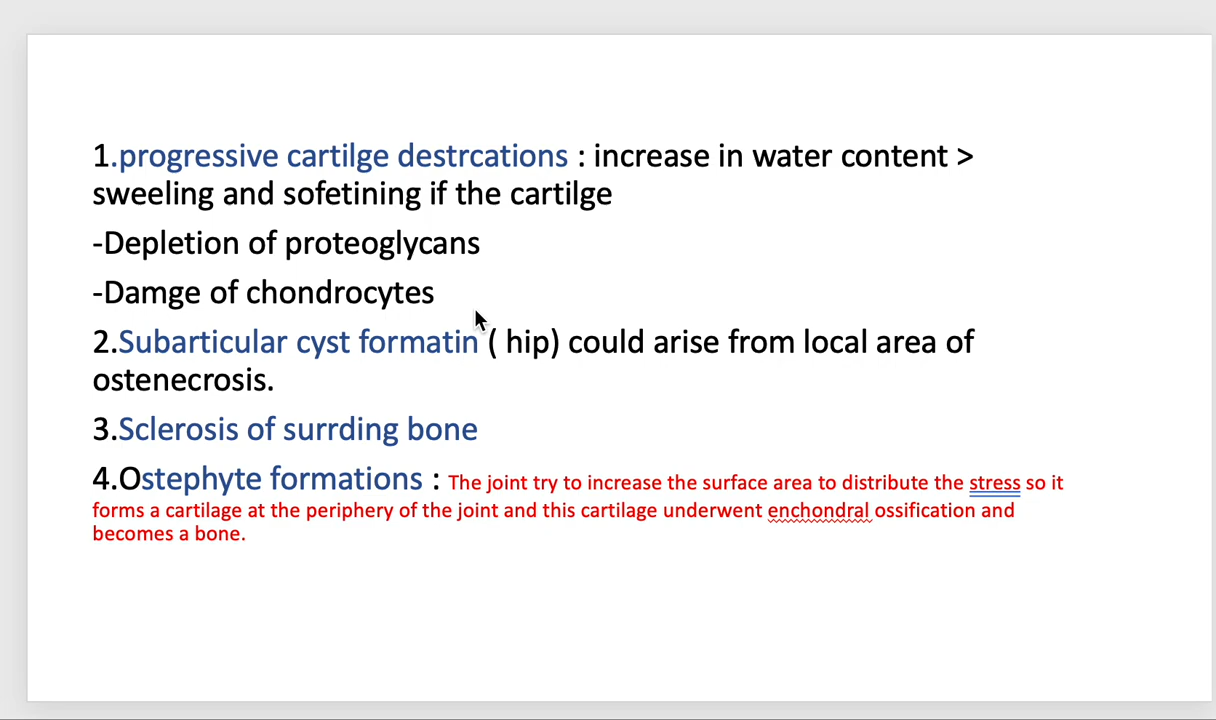 1.progressive cartilge destrcations : increase in water content >
sweeling and sofetining if the cartilge
-Depletion of proteoglycans
-Damge of chondrocytes
2.Subarticular cyst formatin ( hip) could arise from local area of
ostenecrosis.
3.Sclerosis of surrding bone
4.Ostephyte formations : The joint try to increase the surface area to distribute the stress so it
forms a cartilage at the periphery of the joint and this cartilage underwent enchondral ossification and
becomes a bone.